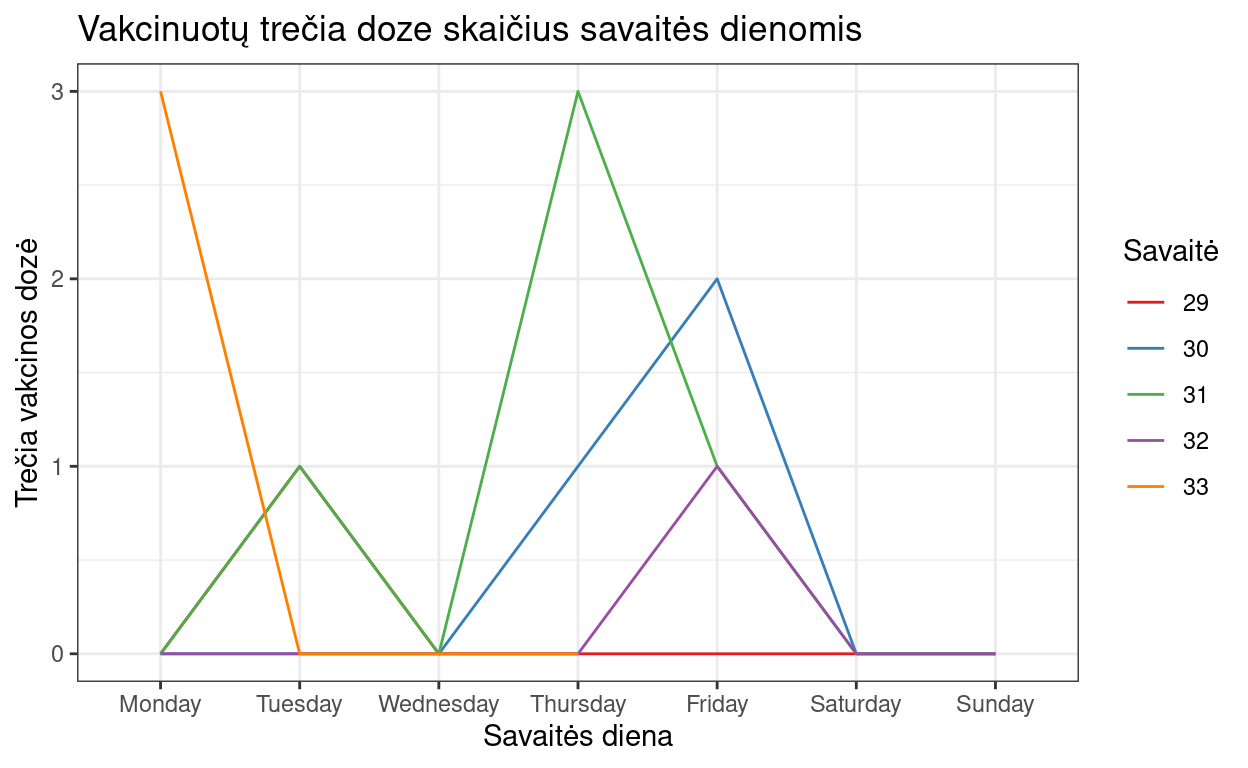 Vakcinuotų trečia doze skaičius savaitės dienomis
Trečia vakcinos dozė
3
2
1
0
Monday Tuesday Wednesday Thursday Friday Saturday Sunday
Savaitės diena
Savaitė
29
30
31
32
33